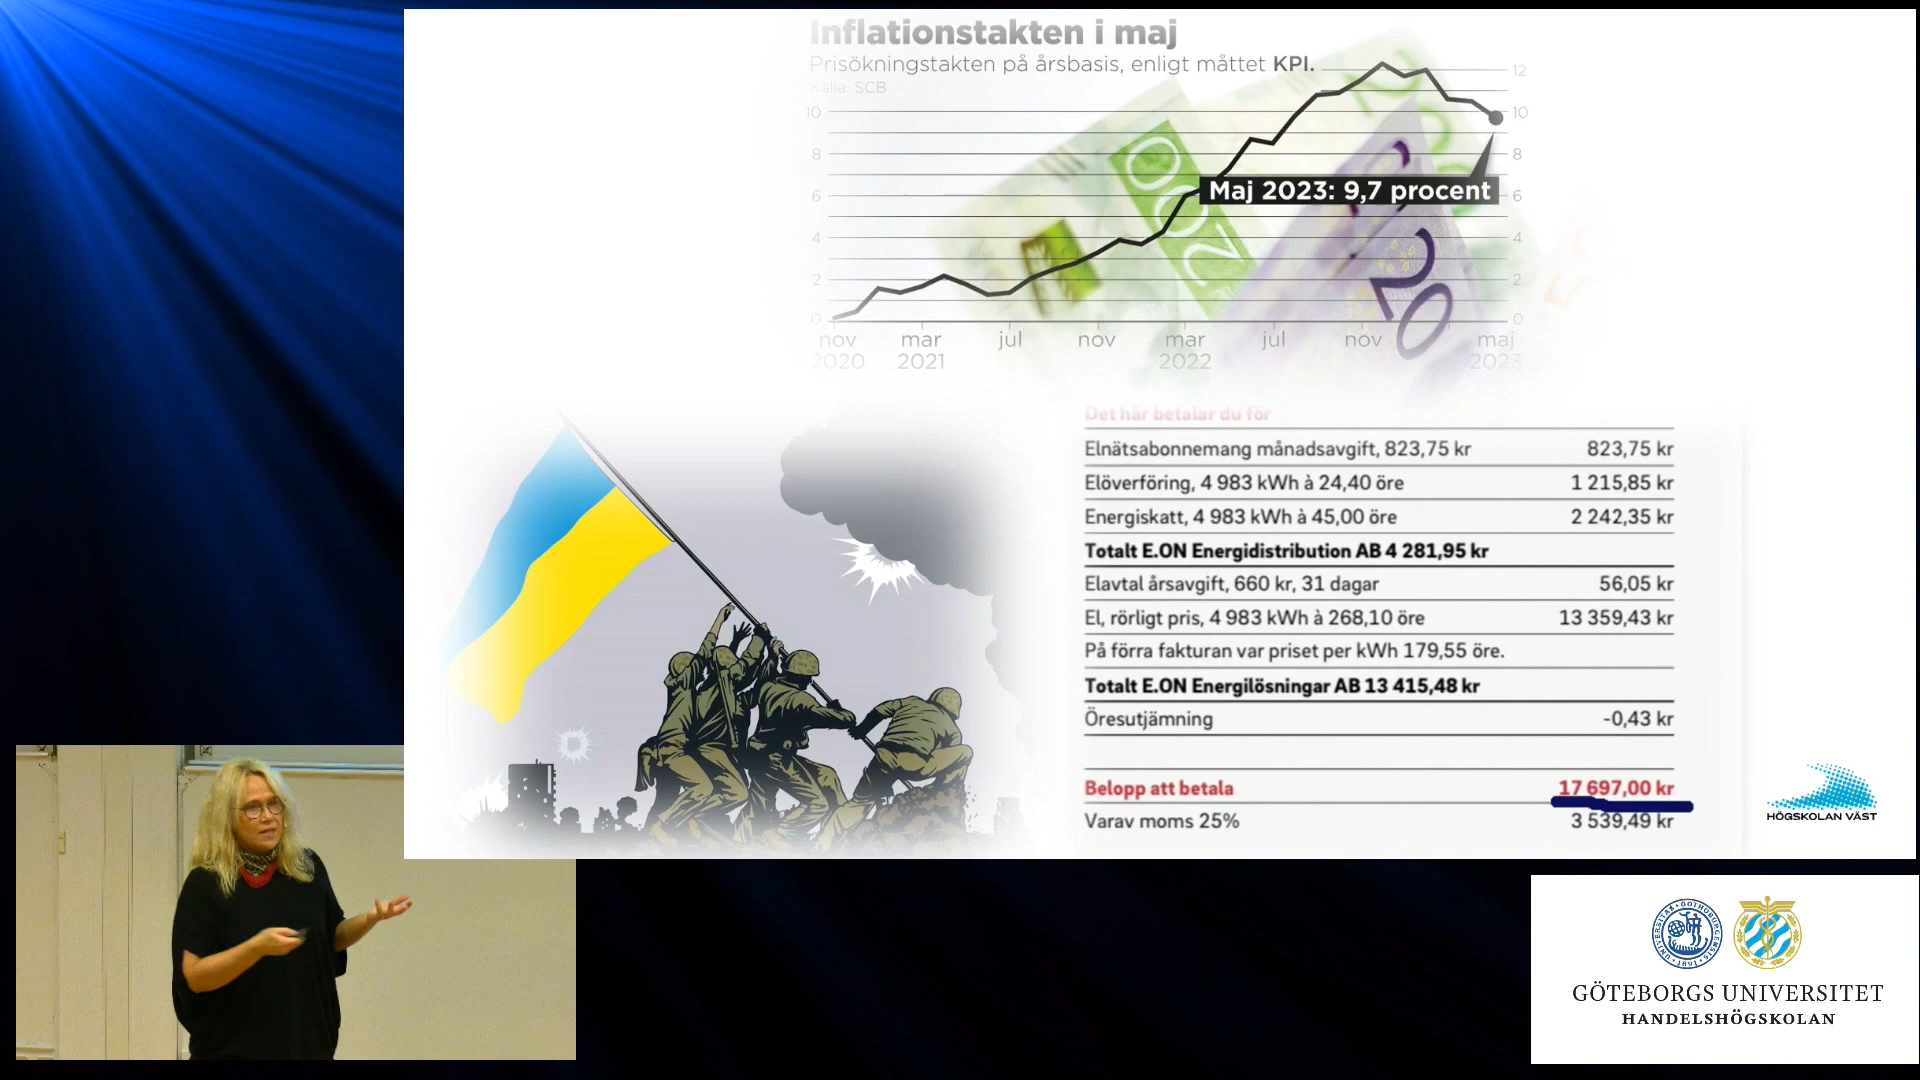 Inflationstakten i maj
Prisökningstakten på årsbasis, enligt måttet KPI.
Källa: SCB
12
10 10
8 8
6 6
4 4
2 2
0 0
Maj 2023: 9,7 procent
nov mar jul nov mar jul nov maj
2020 2021 2022 2023
200
20
Det här betalar du för
Elnätsabonnemang månadsavgift, 823,75 kr 823,75 kr
Elöverföring, 4 983 kWh à 24,40 öre 1 215,85 kr
Energiskatt, 4 983 kWh à 45,00 öre 2 242,35 kr
Totalt E.ON Energidistribution AB 4 281,95 kr
Elavtal årsavgift, 660 kr, 31 dagar 56,05 kr
El, rörligt pris, 4 983 kWh à 268,10 öre 13 359,43 kr
På förra fakturan var priset per kWh 179,55 öre.
Totalt E.ON Energilösningar AB 13 415,48 kr
Öresutjämning -0,43 kr
Belopp att betala 17 697,00 kr
Varav moms 25% 3 539,49 kr
HÖGSKOLAN VÄST
GÖTEBORGS UNIVERSITET
HANDELSHÖGSKOLAN